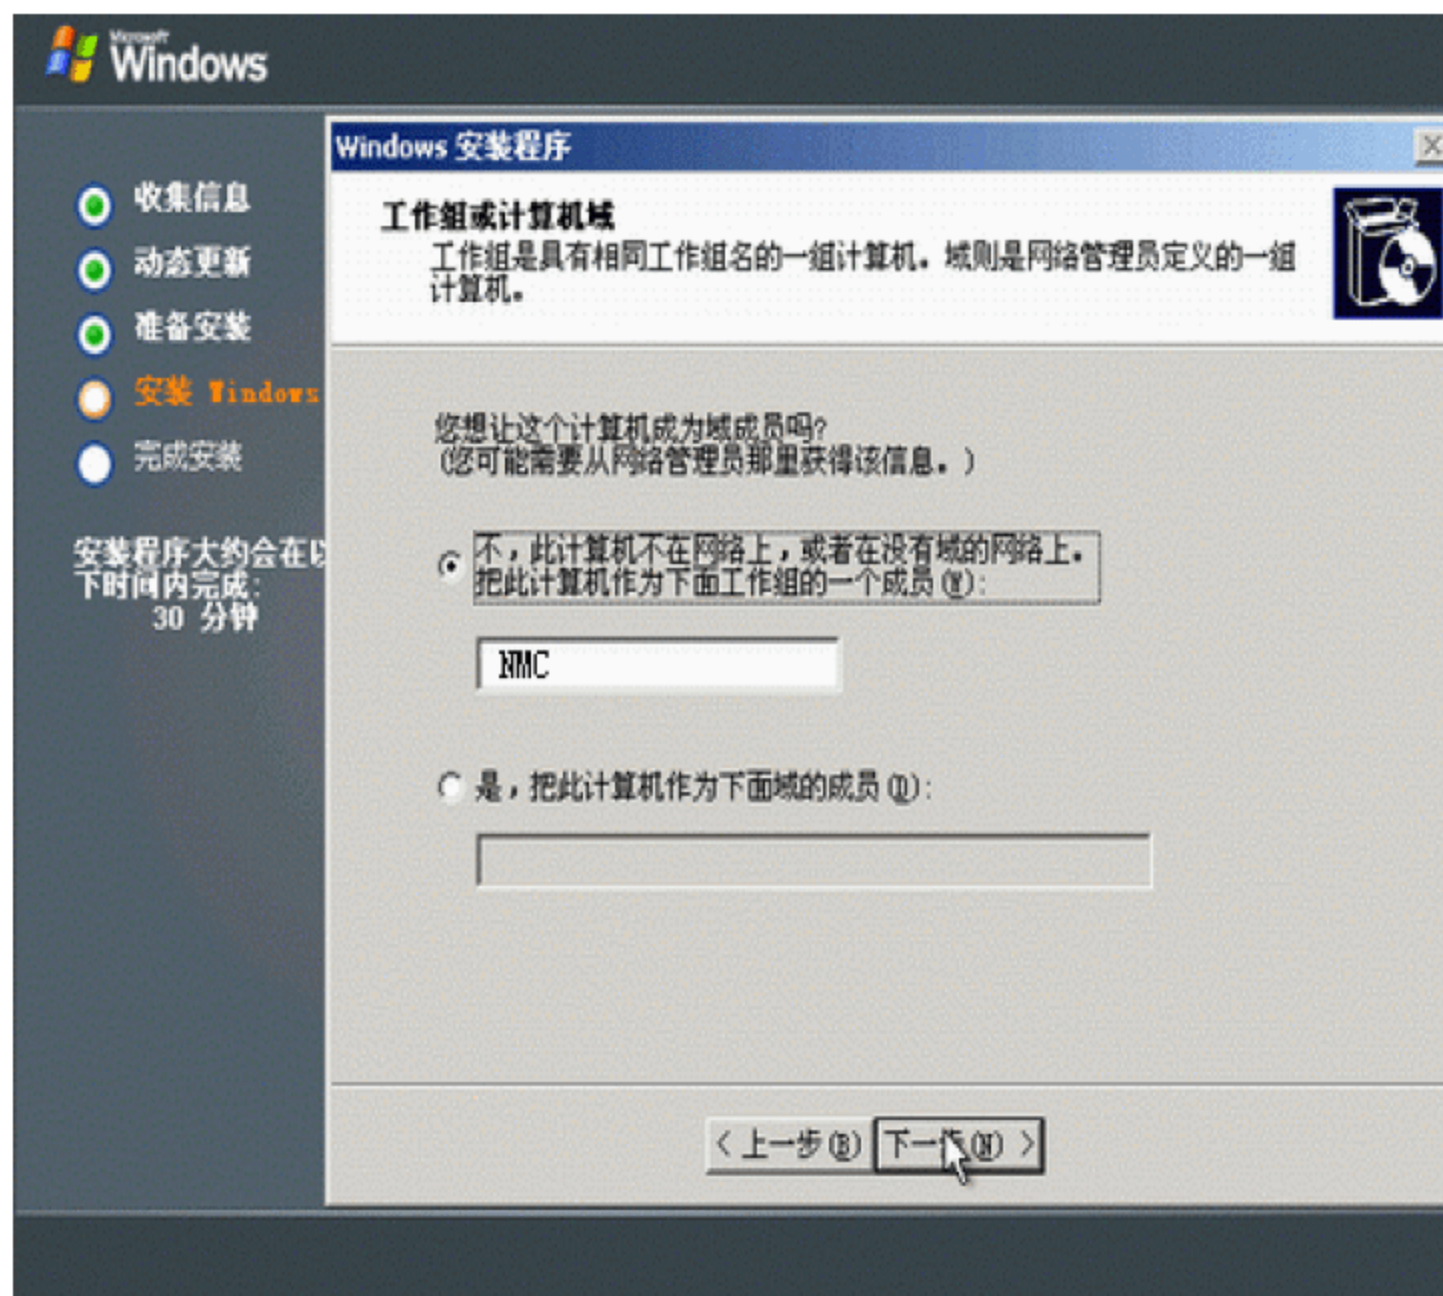 Microsoft
Windows
收集信息
动态更新
准备安装
安装 Windows
完成安装
安装程序大约会在以
下时间内完成:
30 分钟
Windows 安装程序
工作组或计算机域
工作组是具有相同工作组名的一组计算机。域则是网络管理员定义的一组
计算机。
您想让这个计算机成为域成员吗?
(您可能需要从网络管理员那里获得该信息。)
不，此计算机不在网络上，或者在没有域的网络上。
把此计算机作为下面工作组的一个成员(W):
NMC
是，把此计算机作为下面域的成员(D):
< 上一步(B) 下一步(N) >